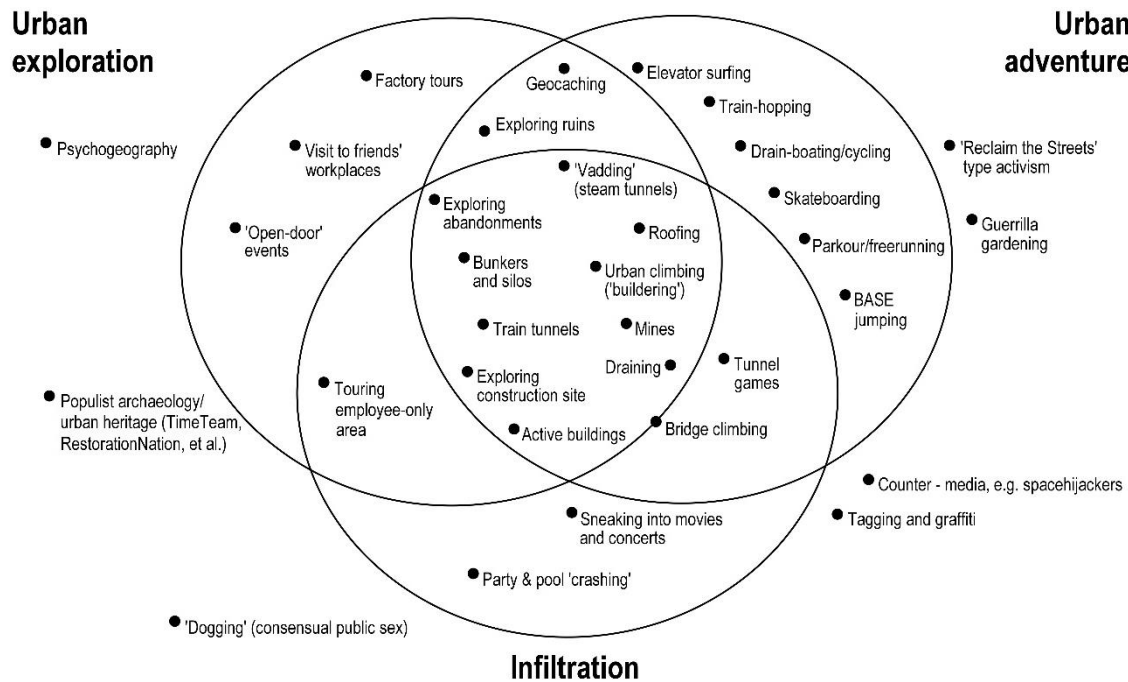 Urban
exploration
Urban
adventure
Factory tours
Geocaching
Elevator surfing
Train-hopping
Exploring ruins
Psychogeography
Visit to friends'
workplaces
Drain-boating/cycling
'Reclaim the Streets'
type activism
'Vadding'
(steam tunnels)
Exploring
abandonments
Skateboarding
'Open-door'
events
Roofing
Parkour/freerunning
Guerrilla
gardening
Bunkers
and silos
Urban climbing
('buildering')
BASE
jumping
Train tunnels
Mines
Touring
employee-only
area
Exploring
construction site
Draining
Tunnel
games
Populist archaeology/
urban heritage (TimeTeam,
RestorationNation, et al.)
Active buildings
Bridge climbing
Counter - media, e.g. spacehijackers
Tagging and graffiti
Sneaking into movies
and concerts
Party & pool 'crashing'
'Dogging' (consensual public sex)
Infiltration